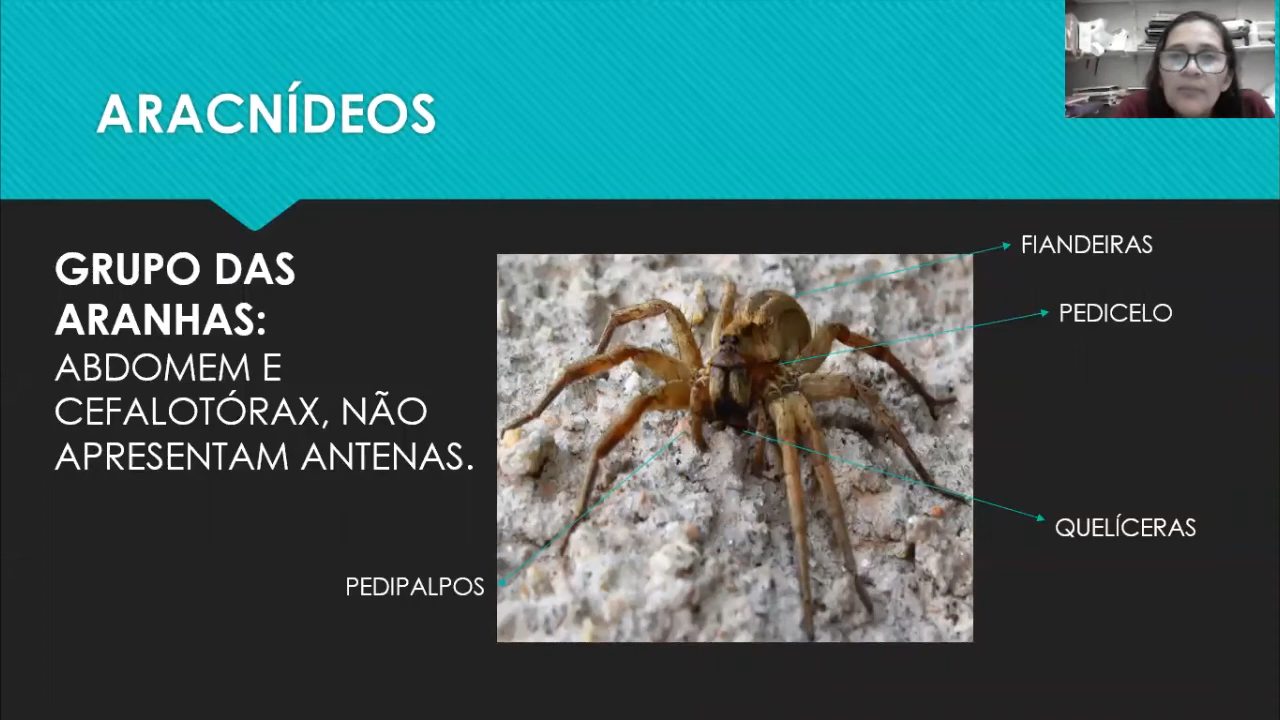 ARACNÍDEOS
GRUPO DAS
ARANHAS:
ABDOMEM E
CEFALOTÓRAX, NÃO
APRESENTAM ANTENAS.
FIANDEIRAS
PEDICELO
QUELÍCERAS
PEDIPALPOS